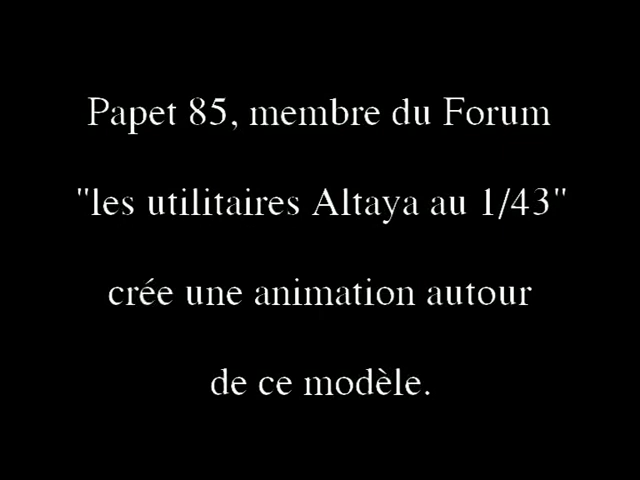 Papet 85, membre du Forum
"les utilitaires Altaya au 1/43"
crée une animation autour
de ce modèle.